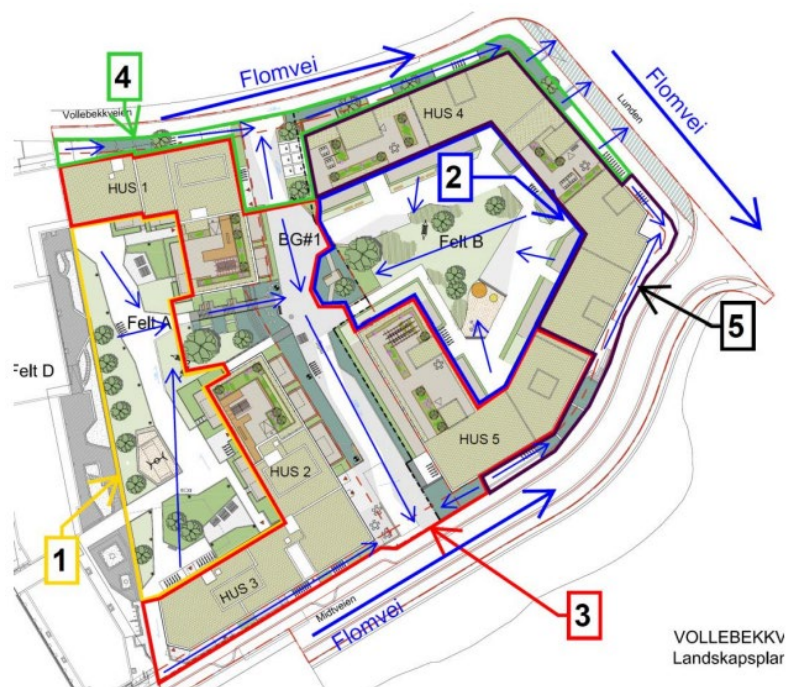 4
Flomvei
Vollebekkveien
HUS 4
Lunden
Flomvei
HUS 1
2
BG#1
Felt B
Felt A
5
Felt D
HUS 5
HUS 2
1
HUS 3
3
Midtveien
Flomvei
VOLLEBEKKV
Landskapsplan